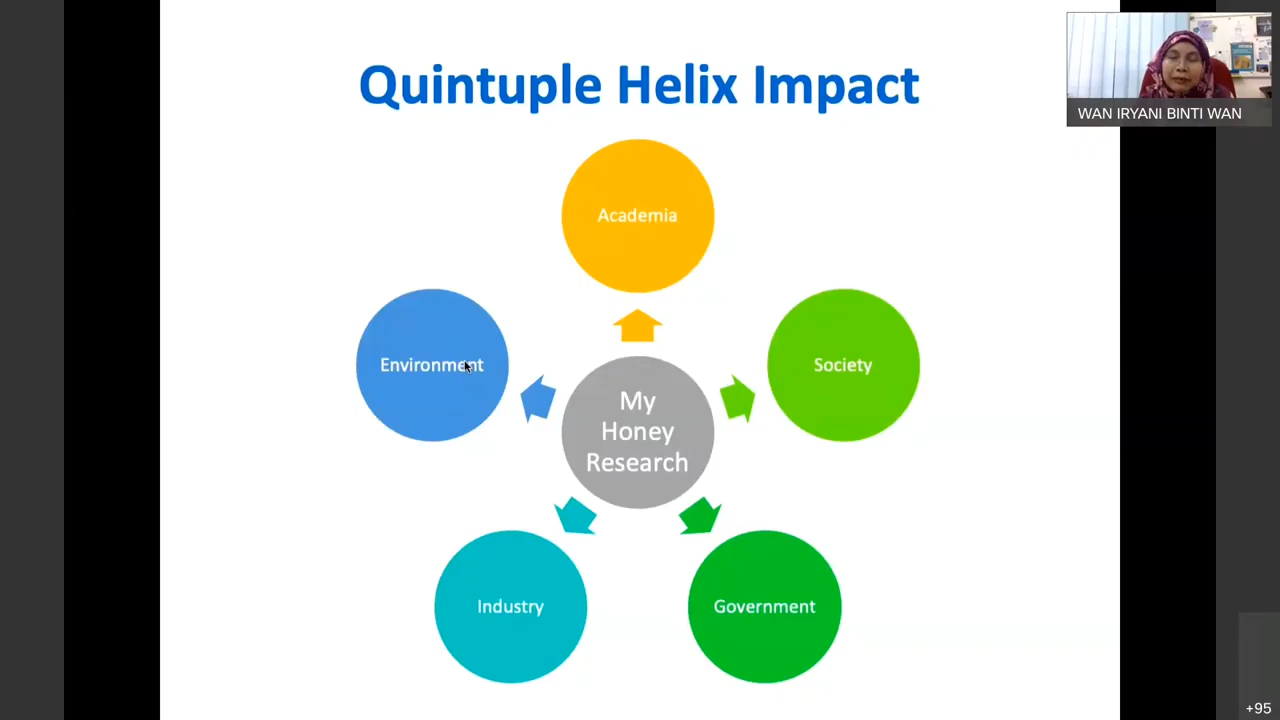 Quintuple Helix Impact
WAN IRYANI BINTI WAN
Academia
Environment
Society
My
Honey
Research
Industry
Government
+95